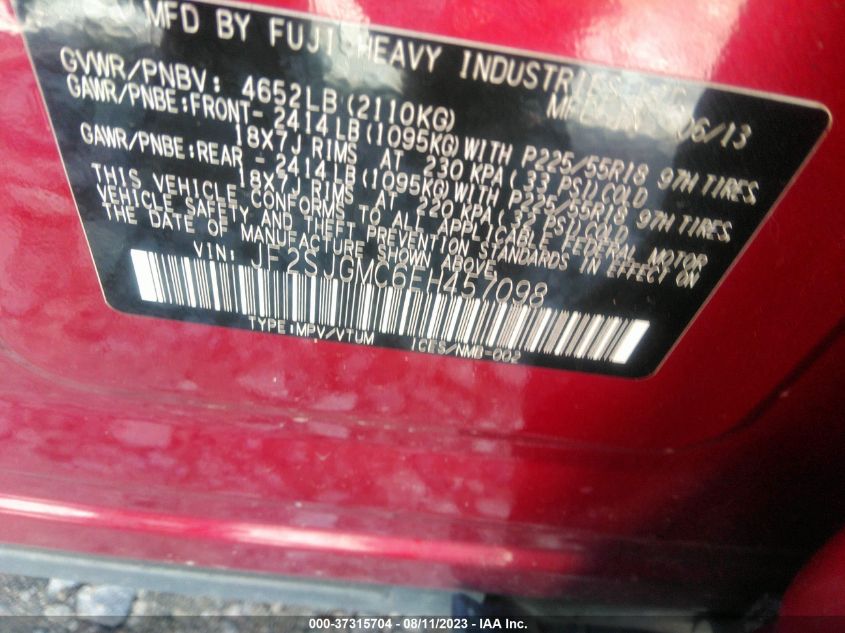 MFD BY FUJI HEAVY INDUSTRIES
06/13
GVWR/PNBV: 4652LB(2110KG)
GAWR/PNBE:FRONT- 2414LB(1095KG)WITH P225/55R18 97H TIRES
18X7J RIMS AT 230 KPA(33 PSI)COLD
GAWR/PNBE:REAR - 2414LB(1095KG)WITH P225/55R18 97H TIRES
18X7J RIMS AT 220 KPA(32 PSI)COLD
THIS VEHICLE CONFORMS TO ALL APPLICABLE FEDERAL MOTOR
VEHICLE SAFETY AND THEFT PREVENTION STANDARDS IN EFFECT ON
THE DATE OF MANUFACTURE SHOWN ABOVE.
VIN: JF2SJGMC6EH457098
TYPE:MPV/VTUM ICES/NMB-002
000-37315704 - 08/11/2023 - IAA Inc.